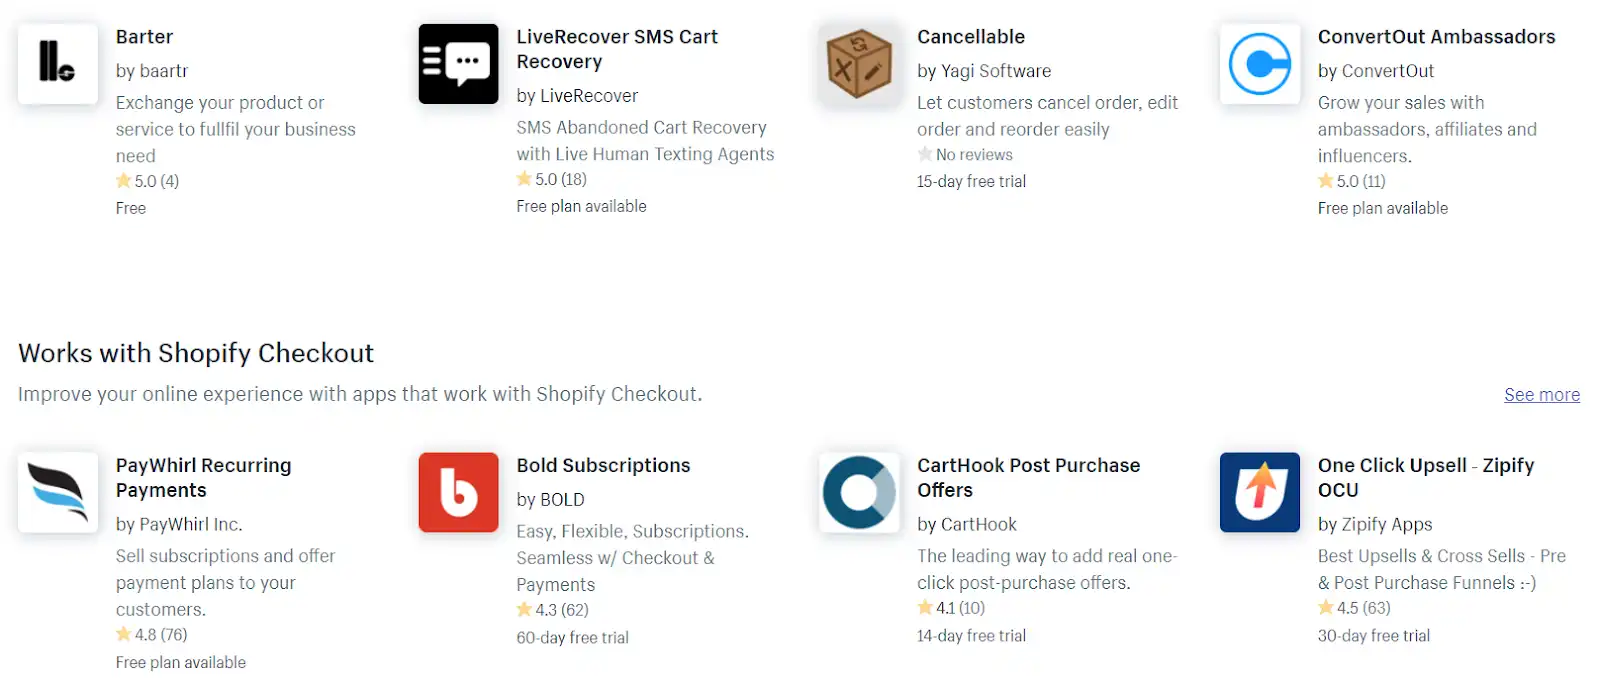 Barter
by baartr
Exchange your product or
service to fullfil your business
need
5.0 (4)
Free
LiveRecover SMS Cart
Recovery
by LiveRecover
SMS Abandoned Cart Recovery
with Live Human Texting Agents
5.0 (18)
Free plan available
Cancellable
by Yagi Software
Let customers cancel order, edit
order and reorder easily
No reviews
15-day free trial
ConvertOut Ambassadors
by ConvertOut
Grow your sales with
ambassadors, affiliates and
influencers.
5.0 (11)
Free plan available
Works with Shopify Checkout
Improve your online experience with apps that work with Shopify Checkout.
See more
PayWhirl Recurring
Payments
by PayWhirl Inc.
Sell subscriptions and offer
payment plans to your
customers.
4.8 (76)
Free plan available
b
Bold Subscriptions
by BOLD
Easy, Flexible, Subscriptions.
Seamless w/ Checkout &
Payments
4.3 (62)
60-day free trial
CartHook Post Purchase
Offers
by CartHook
The leading way to add real one-
click post-purchase offers.
4.1 (10)
14-day free trial
One Click Upsell - Zipify
OCU
by Zipify Apps
Best Upsells & Cross Sells - Pre
& Post Purchase Funnels :-)
4.5 (63)
30-day free trial